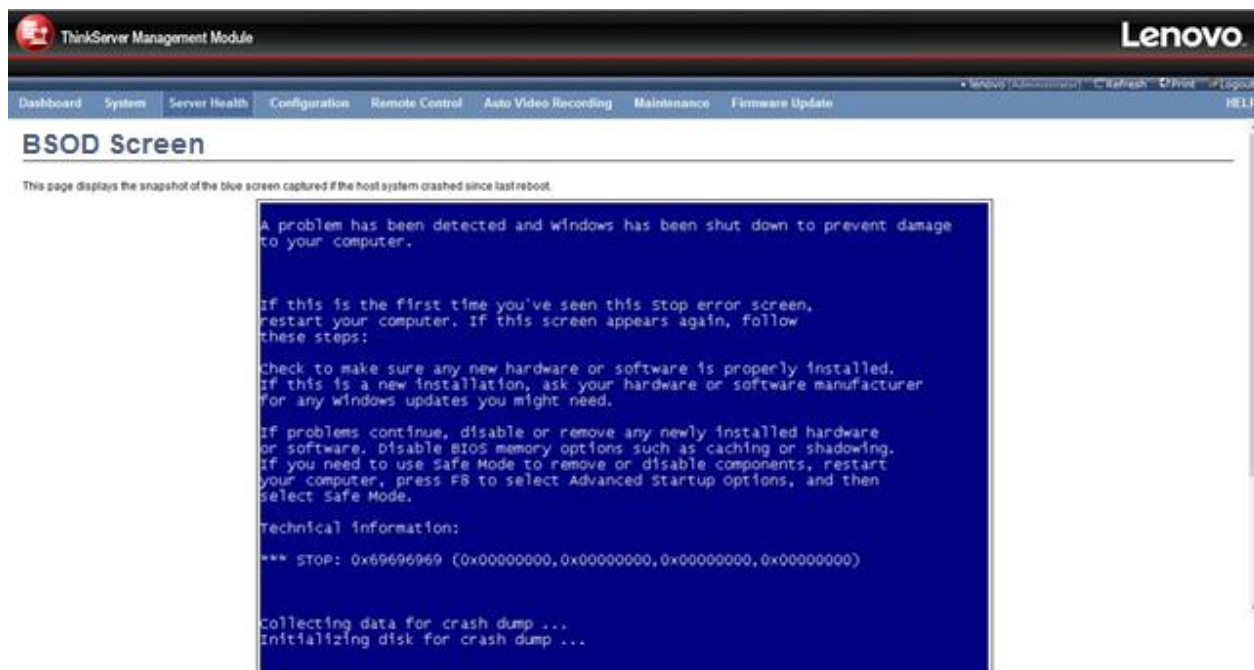 ThinkServer Management Module
Lenovo.
• lenovo (Administrator) Refresh Print Logout
Dashboard System Server Health Configuration Remote Control Auto Video Recording Maintenance Firmware Update
HELP
BSOD Screen
This page displays the snapshot of the blue screen captured if the host system crashed since last reboot.
A problem has been detected and windows has been shut down to prevent damage
to your computer.
If this is the first time you've seen this Stop error screen,
restart your computer. If this screen appears again, follow
these steps:
Check to make sure any new hardware or software is properly installed.
If this is a new installation, ask your hardware or software manufacturer
for any windows updates you might need.
If problems continue, disable or remove any newly installed hardware
or software. Disable BIOS memory options such as caching or shadowing.
If you need to use Safe Mode to remove or disable components, restart
your computer, press F8 to select Advanced Startup Options, and then
select Safe Mode.
Technical information:
*** STOP: 0x69696969 (0x00000000,0x00000000,0x00000000,0x00000000)
Collecting data for crash dump ...
Initializing disk for crash dump ...